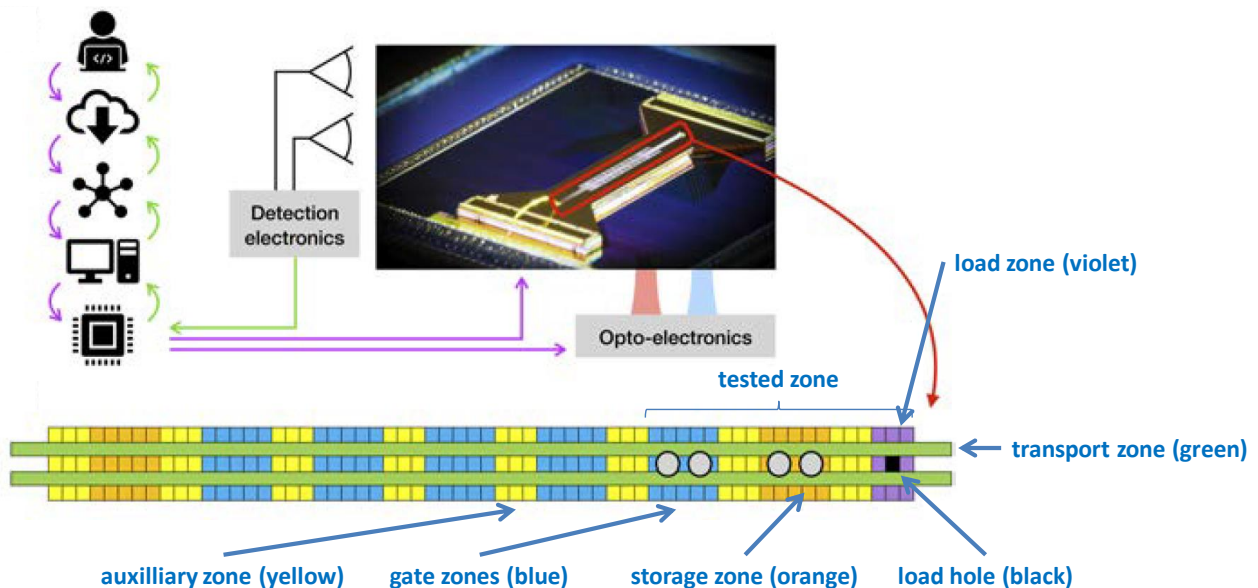 </>
Detection
electronics
Opto-electronics
load zone (violet)
tested zone
transport zone (green)
auxilliary zone (yellow)
gate zones (blue)
storage zone (orange)
load hole (black)